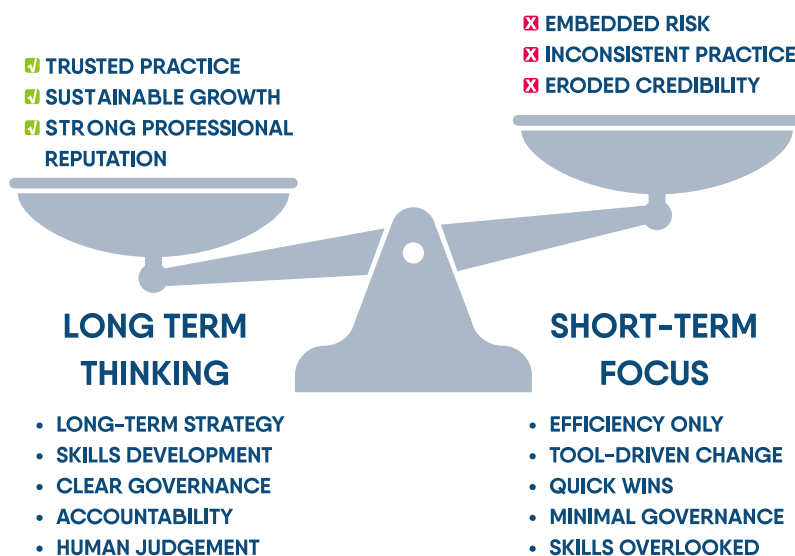 TRUSTED PRACTICE
SUSTAINABLE GROWTH
STRONG PROFESSIONAL
REPUTATION
EMBEDDED RISK
INCONSISTENT PRACTICE
ERODED CREDIBILITY
LONG TERM
THINKING
• LONG-TERM STRATEGY
• SKILLS DEVELOPMENT
• CLEAR GOVERNANCE
• ACCOUNTABILITY
• HUMAN JUDGEMENT
SHORT-TERM
FOCUS
• EFFICIENCY ONLY
• TOOL-DRIVEN CHANGE
• QUICK WINS
• MINIMAL GOVERNANCE
• SKILLS OVERLOOKED